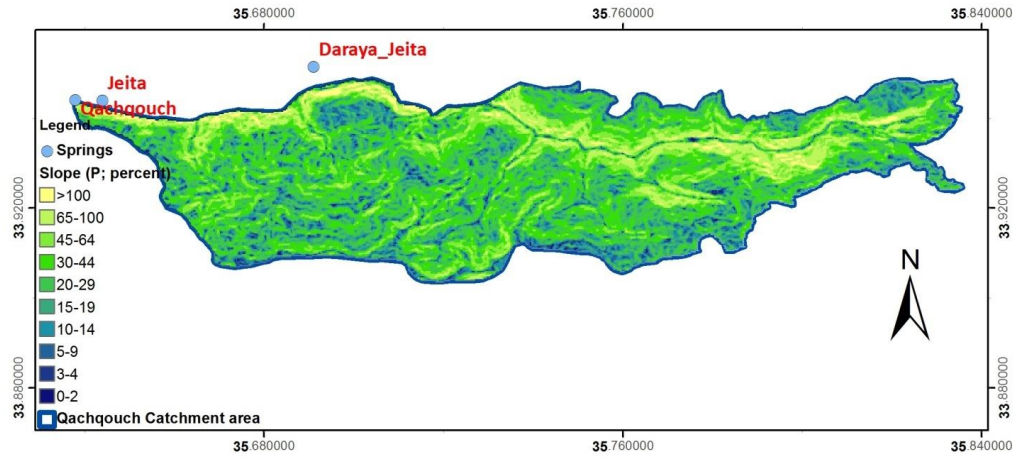 35.680000 35.760000 35.840000
Daraya_Jeita
Jeita
Qachqouch
Legend
Springs
Slope (P; percent)
>100
65-100
45-64
30-44
20-29
15-19
10-14
5-9
3-4
0-2
Qachqouch Catchment area
N
33.920000
33.880000
33.920000
33.880000
35.680000 35.760000 35.840000